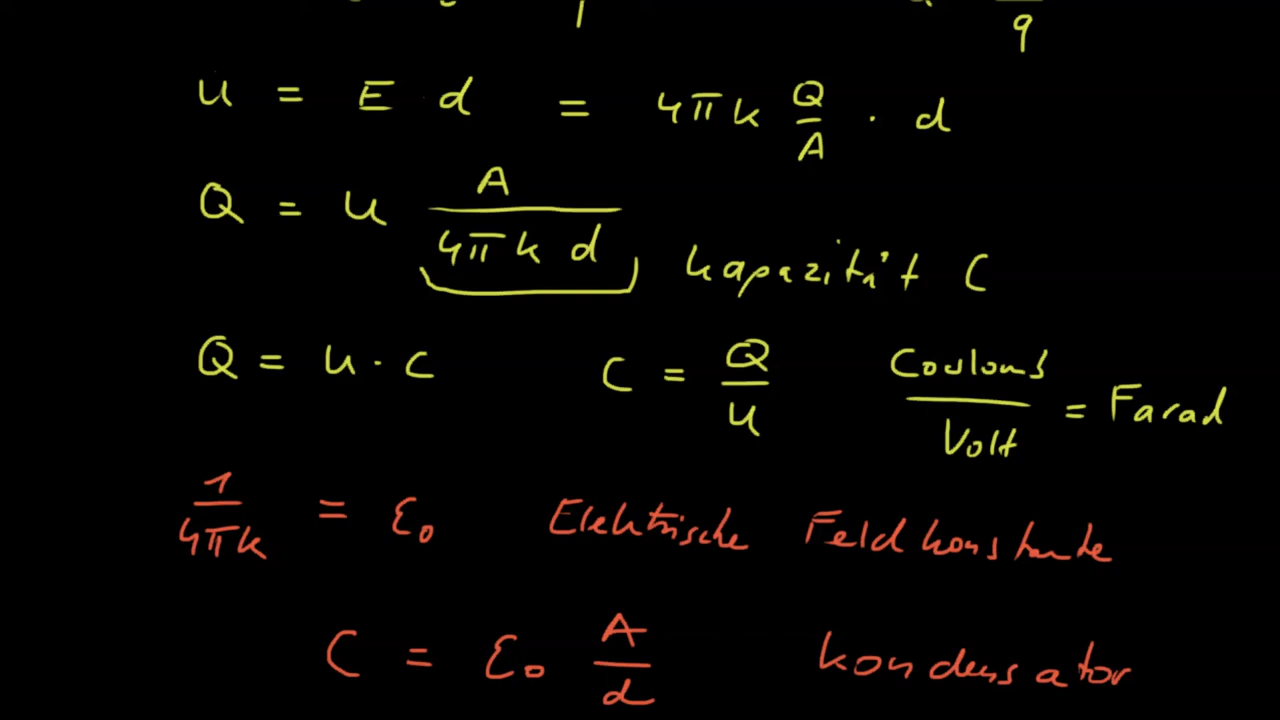 q
U = E d = 4πk Q/A · d
Q = U A/(4πk d) Kapazität C
Q = U · C C = Q/U Coulomb/Volt = Farad
1/(4πk) = ε₀ Elektrische Feldkonstante
C = ε₀ A/d Kondensator